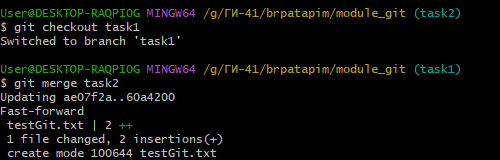 User@DESKTOP-RAQPIOG MINGW64 /g/ГИ-41/brpatapim/module_git (task1)
$ git checkout task1
Switched to branch 'task1'
User@DESKTOP-RAQPIOG MINGW64 /g/ГИ-41/brpatapim/module_git (task1)
$ git merge task2
Updating ae07f2a..60a4200
Fast-forward
 testGit.txt | 2 ++
 1 file changed, 2 insertions(+)
 create mode 100644 testGit.txt